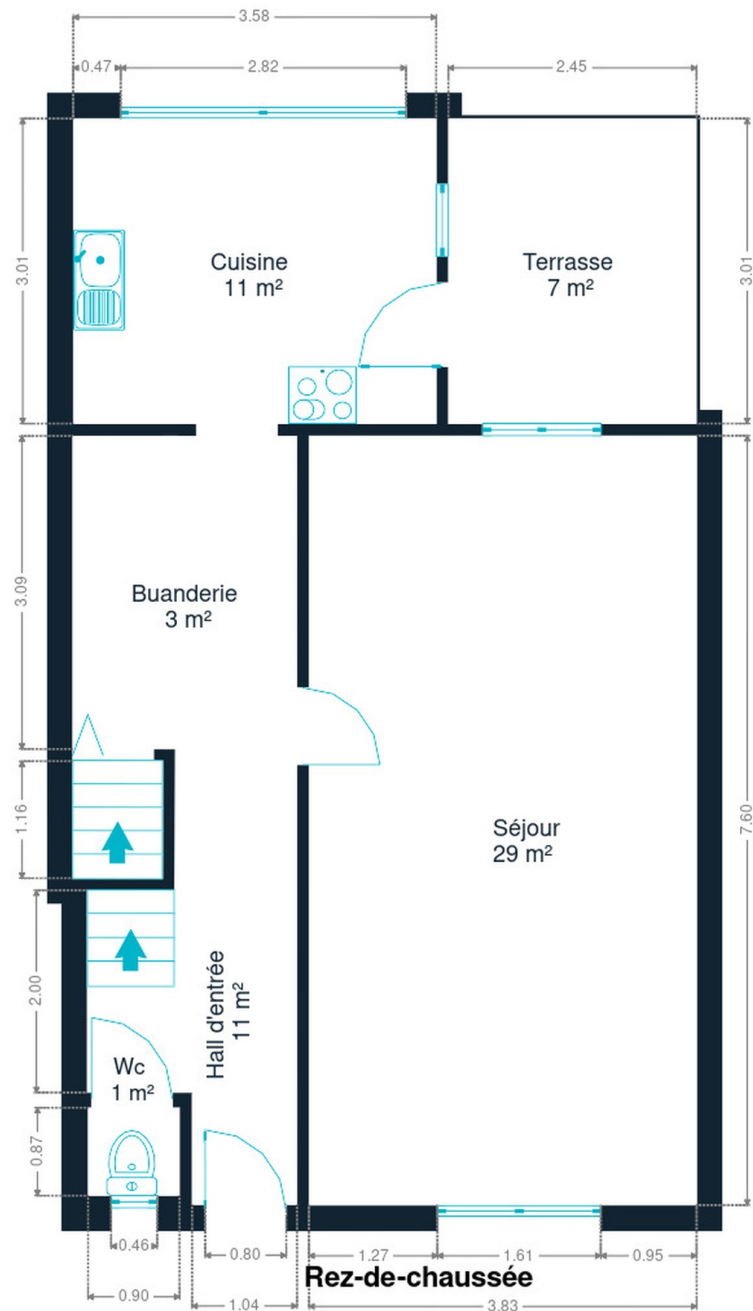 3.58
0.47
2.82
2.45
3.01
Cuisine
11 m²
Terrasse
7 m²
3.01
3.09
Buanderie
3 m²
1.16
Séjour
29 m²
7.60
2.00
Hall d'entrée
11 m²
Wc
1 m²
0.87
0.46
0.80
1.27
1.61
0.95
Rez-de-chaussée
0.90
1.04
3.83